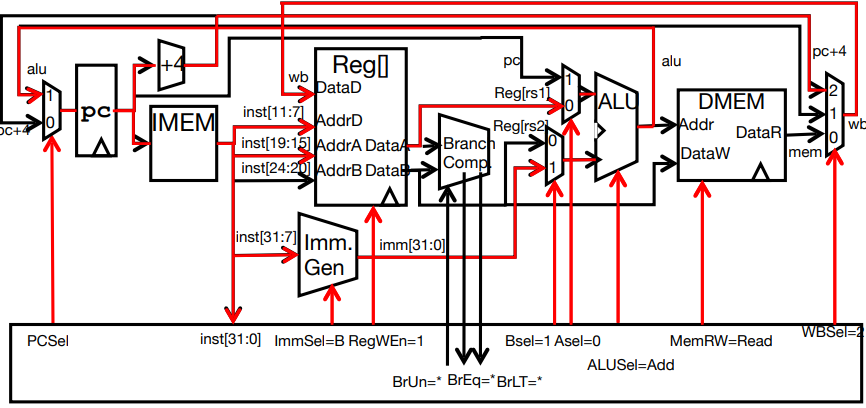 alu
pc+4
pc
+4
IMEM
wb
inst[11:7]
inst[19:15]
inst[24:20]
inst[31:7]
Reg[]
DataD
AddrD
AddrA DataA
AddrB DataB
Imm.
Gen
imm[31:0]
Branch
Comp.
pc
Reg[rs1]
Reg[rs2]
1
0
0
1
1
0
ALU
alu
DMEM
Addr
DataR
DataW
mem
pc+4
2
1
0
wb
PCSel
inst[31:0]
ImmSel=B RegWEn=1
BrUn=* BrEq=* BrLT=*
Bsel=1 Asel=0
ALUSel=Add
MemRW=Read
WBSel=2